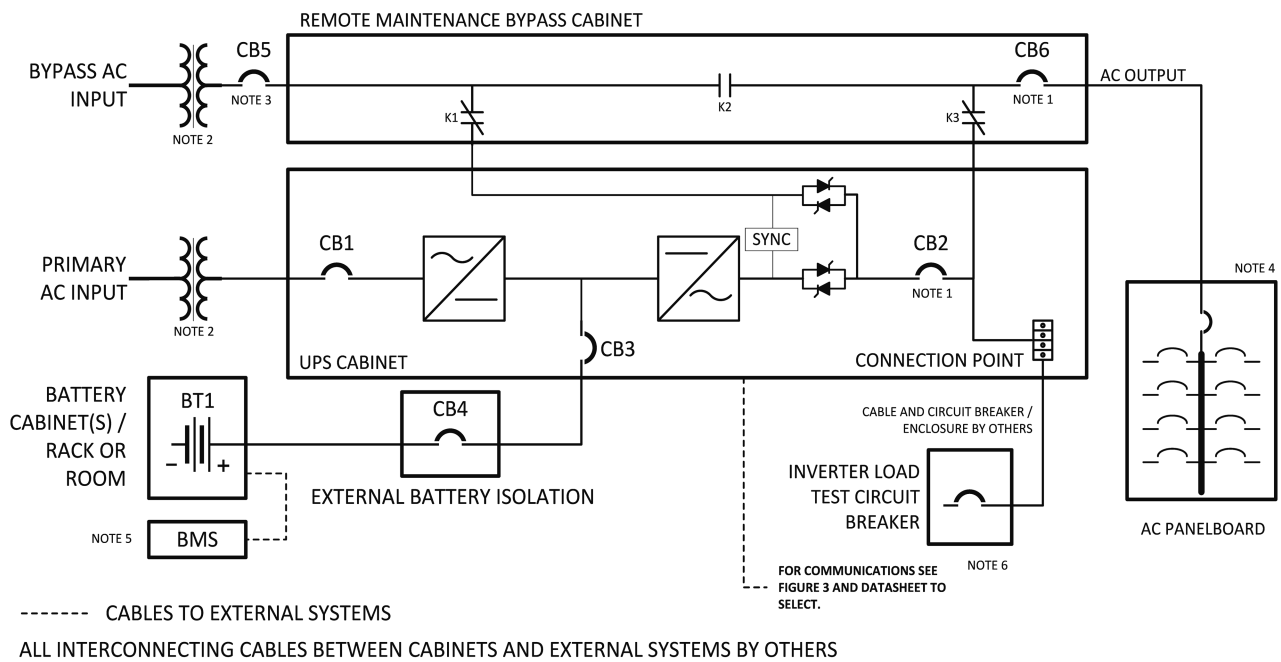 REMOTE MAINTENANCE BYPASS CABINET
BYPASS AC
INPUT
NOTE 2
CB5
NOTE 3
K1
K2
K3
CB6
NOTE 1
AC OUTPUT
PRIMARY
AC INPUT
NOTE 2
CB1
SYNC
CB2
NOTE 1
CB3
UPS CABINET
CONNECTION POINT
NOTE 4
AC PANELBOARD
BATTERY
CABINET(S) /
RACK OR
ROOM
BT1
− +
CB4
EXTERNAL BATTERY ISOLATION
NOTE 5
BMS
CABLE AND CIRCUIT BREAKER /
ENCLOSURE BY OTHERS
INVERTER LOAD
TEST CIRCUIT
BREAKER
NOTE 6
FOR COMMUNICATIONS SEE
FIGURE 3 AND DATASHEET TO
SELECT.
CABLES TO EXTERNAL SYSTEMS
ALL INTERCONNECTING CABLES BETWEEN CABINETS AND EXTERNAL SYSTEMS BY OTHERS